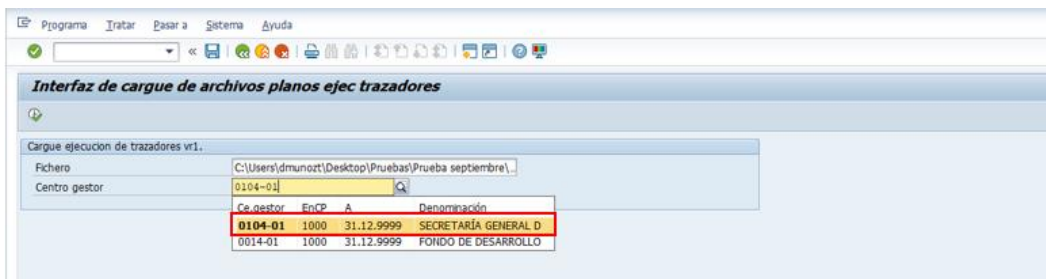 Programa Tratar Pasar a Sistema Ayuda
Interfaz de cargue de archivos planos ejec trazadores
Cargue ejecucion de trazadores vr1.
Fichero C:\Users\dmunozt\Desktop\Pruebas\Prueba septiembre\...
Centro gestor 0104-01
Ce.gestor EnCP A Denominación
0104-01 1000 31.12.9999 SECRETARÍA GENERAL D
0014-01 1000 31.12.9999 FONDO DE DESARROLLO